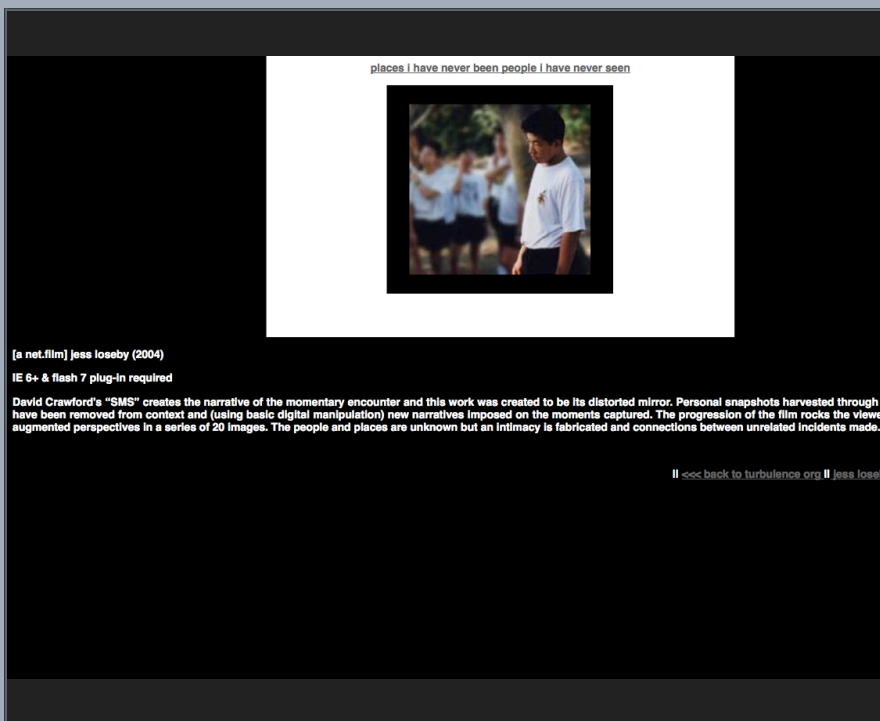 places i have never been people i have never seen
[a net.film] jess loseby (2004)
IE 6+ & flash 7 plug-in required
David Crawford's "SMS" creates the narrative of the momentary encounter and this work was created to be its distorted mirror. Personal snapshots harvested through
have been removed from context and (using basic digital manipulation) new narratives imposed on the moments captured. The progression of the film rocks the viewe
augmented perspectives in a series of 20 images. The people and places are unknown but an intimacy is fabricated and connections between unrelated incidents made.
II <<< back to turbulence org II jess lose